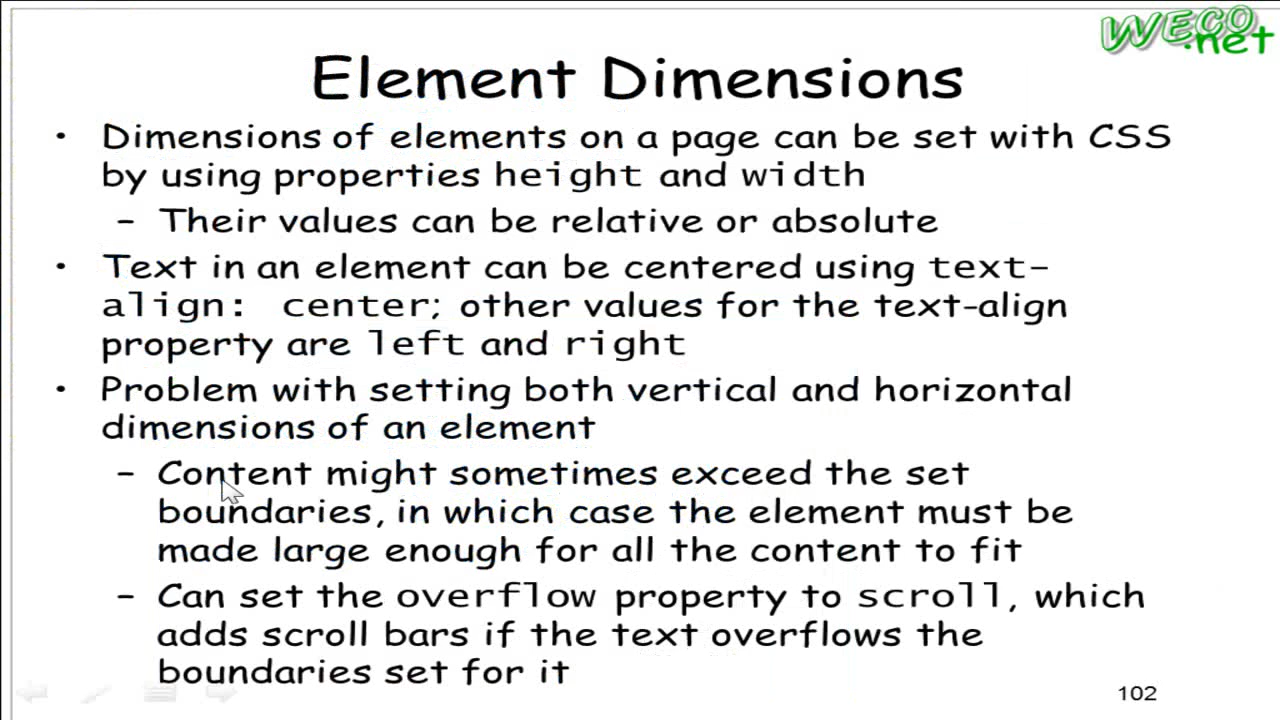 WECO
.net
Element Dimensions
• Dimensions of elements on a page can be set with CSS
by using properties height and width
– Their values can be relative or absolute
• Text in an element can be centered using text-
align: center; other values for the text-align
property are left and right
• Problem with setting both vertical and horizontal
dimensions of an element
– Content might sometimes exceed the set
boundaries, in which case the element must be
made large enough for all the content to fit
– Can set the overflow property to scroll, which
adds scroll bars if the text overflows the
boundaries set for it
102